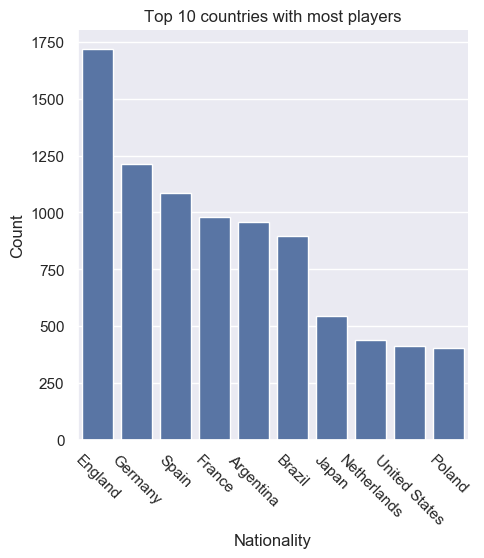 Top 10 countries with most players
1750
1500
1250
1000
750
500
250
0
Count
England
Germany
Spain
France
Argentina
Brazil
Japan
Netherlands
United States
Poland
Nationality